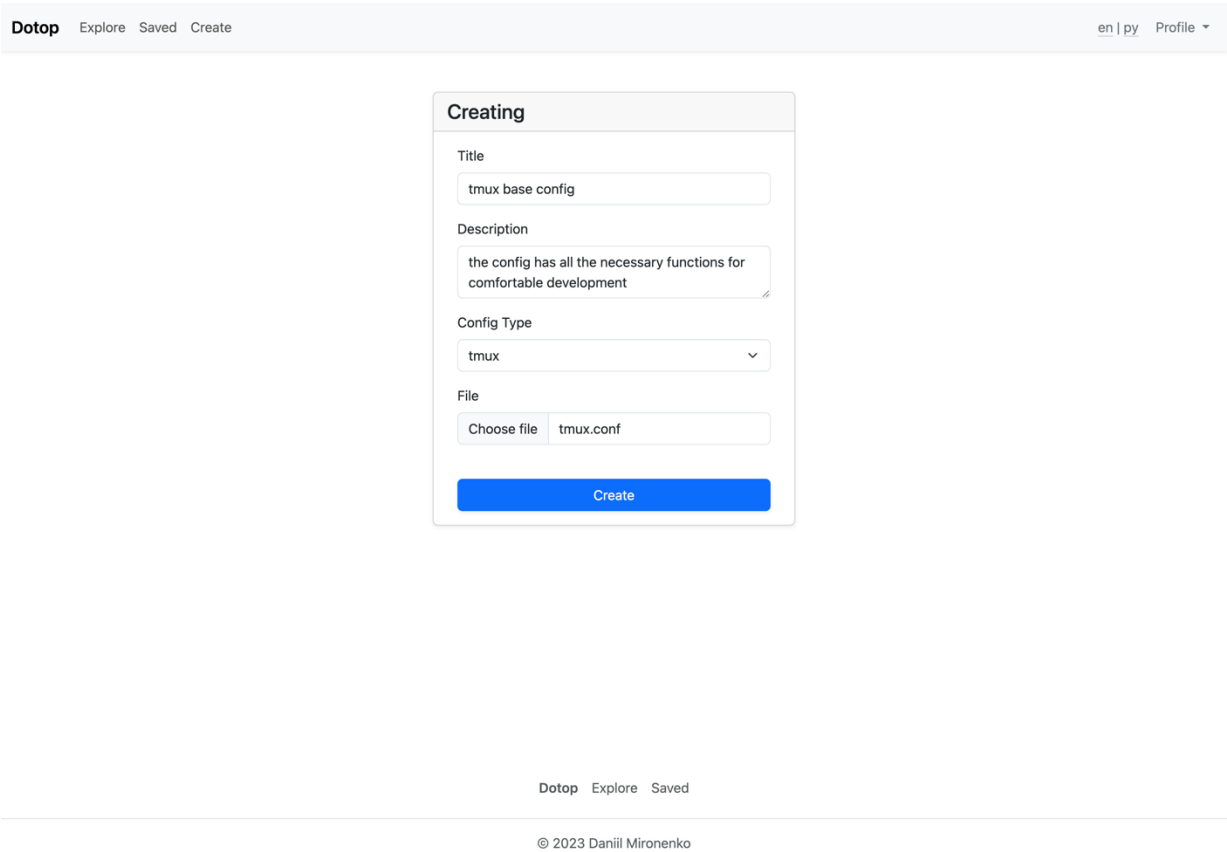 Dotop Explore Saved Create en | ру Profile
Creating
Title
tmux base config
Description
the config has all the necessary functions for
comfortable development
Config Type
tmux
File
Choose file tmux.conf
Create
Dotop Explore Saved
© 2023 Daniil Mironenko